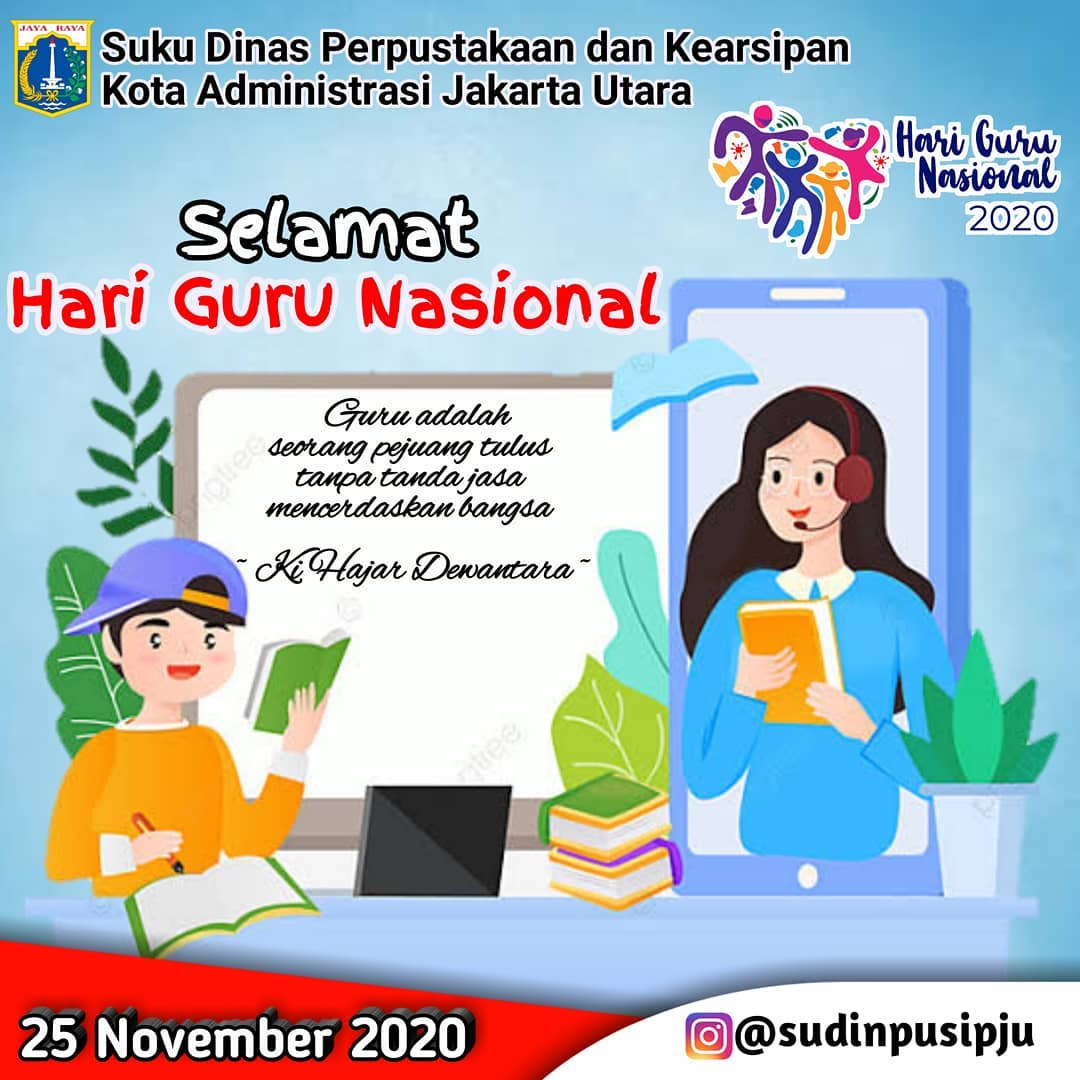 JAYA RAYA
Suku Dinas Perpustakaan dan Kearsipan
Kota Administrasi Jakarta Utara
Hari Guru
Nasional
2020
Selamat
Hari Guru Nasional
Guru adalah
seorang pejuang tulus
tanpa tanda jasa
mencerdaskan bangsa
~ Ki Hajar Dewantara ~
25 November 2020
@sudinpusipju